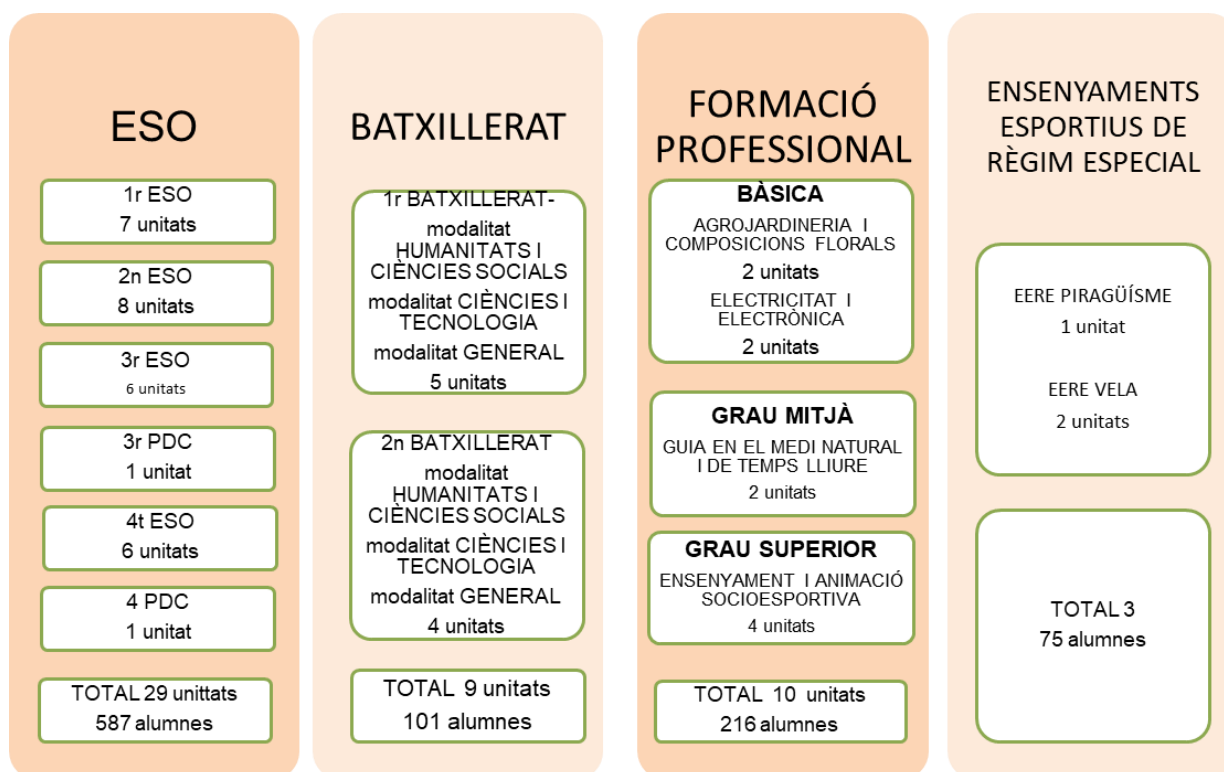 ESO
1r ESO
7 unitats
2n ESO
8 unitats
3r ESO
6 unitats
3r PDC
1 unitat
4t ESO
6 unitats
4 PDC
1 unitat
TOTAL 29 unittats
587 alumnes
BATXILLERAT
1r BATXILLERAT-
modalitat
HUMANITATS I
CIÈNCIES SOCIALS
modalitat CIÈNCIES I
TECNOLOGIA
modalitat GENERAL
5 unitats
2n BATXILLERAT
modalitat
HUMANITATS I
CIÈNCIES SOCIALS
modalitat CIÈNCIES I
TECNOLOGIA
modalitat GENERAL
4 unitats
TOTAL 9 unitats
101 alumnes
FORMACIÓ
PROFESSIONAL
BÀSICA
AGROJARDINERIA I
COMPOSICIONS FLORALS
2 unitats
ELECTRICITAT I
ELECTRÒNICA
2 unitats
GRAU MITJÀ
GUIA EN EL MEDI NATURAL
I DE TEMPS LLIURE
2 unitats
GRAU SUPERIOR
ENSENYAMENT I ANIMACIÓ
SOCIOESPORTIVA
4 unitats
TOTAL 10 unitats
216 alumnes
ENSENYAMENTS
ESPORTIUS DE
RÈGIM ESPECIAL
EERE PIRAGÜÍSME
1 unitat
EERE VELA
2 unitats
TOTAL 3
75 alumnes